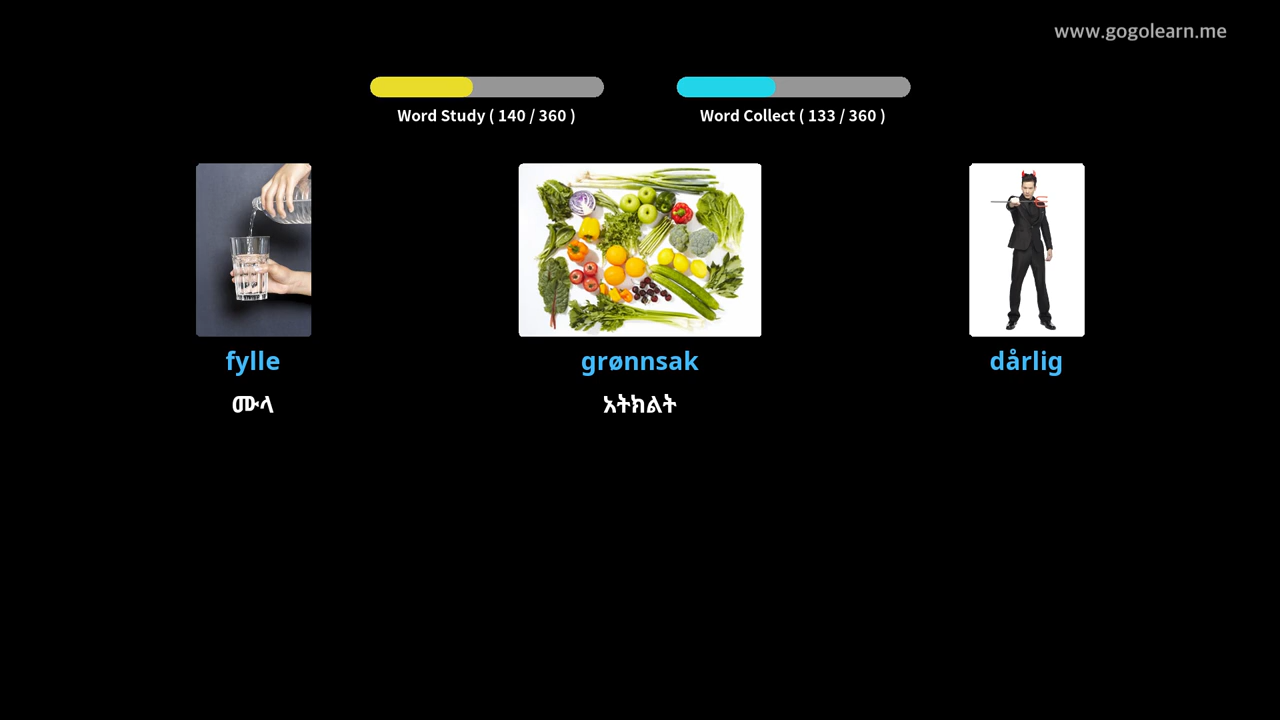 www.gogolearn.me
Word Study ( 140 / 360 )
Word Collect ( 133 / 360 )
fylle
grønnsak
dårlig
ሙላ
አትክልት